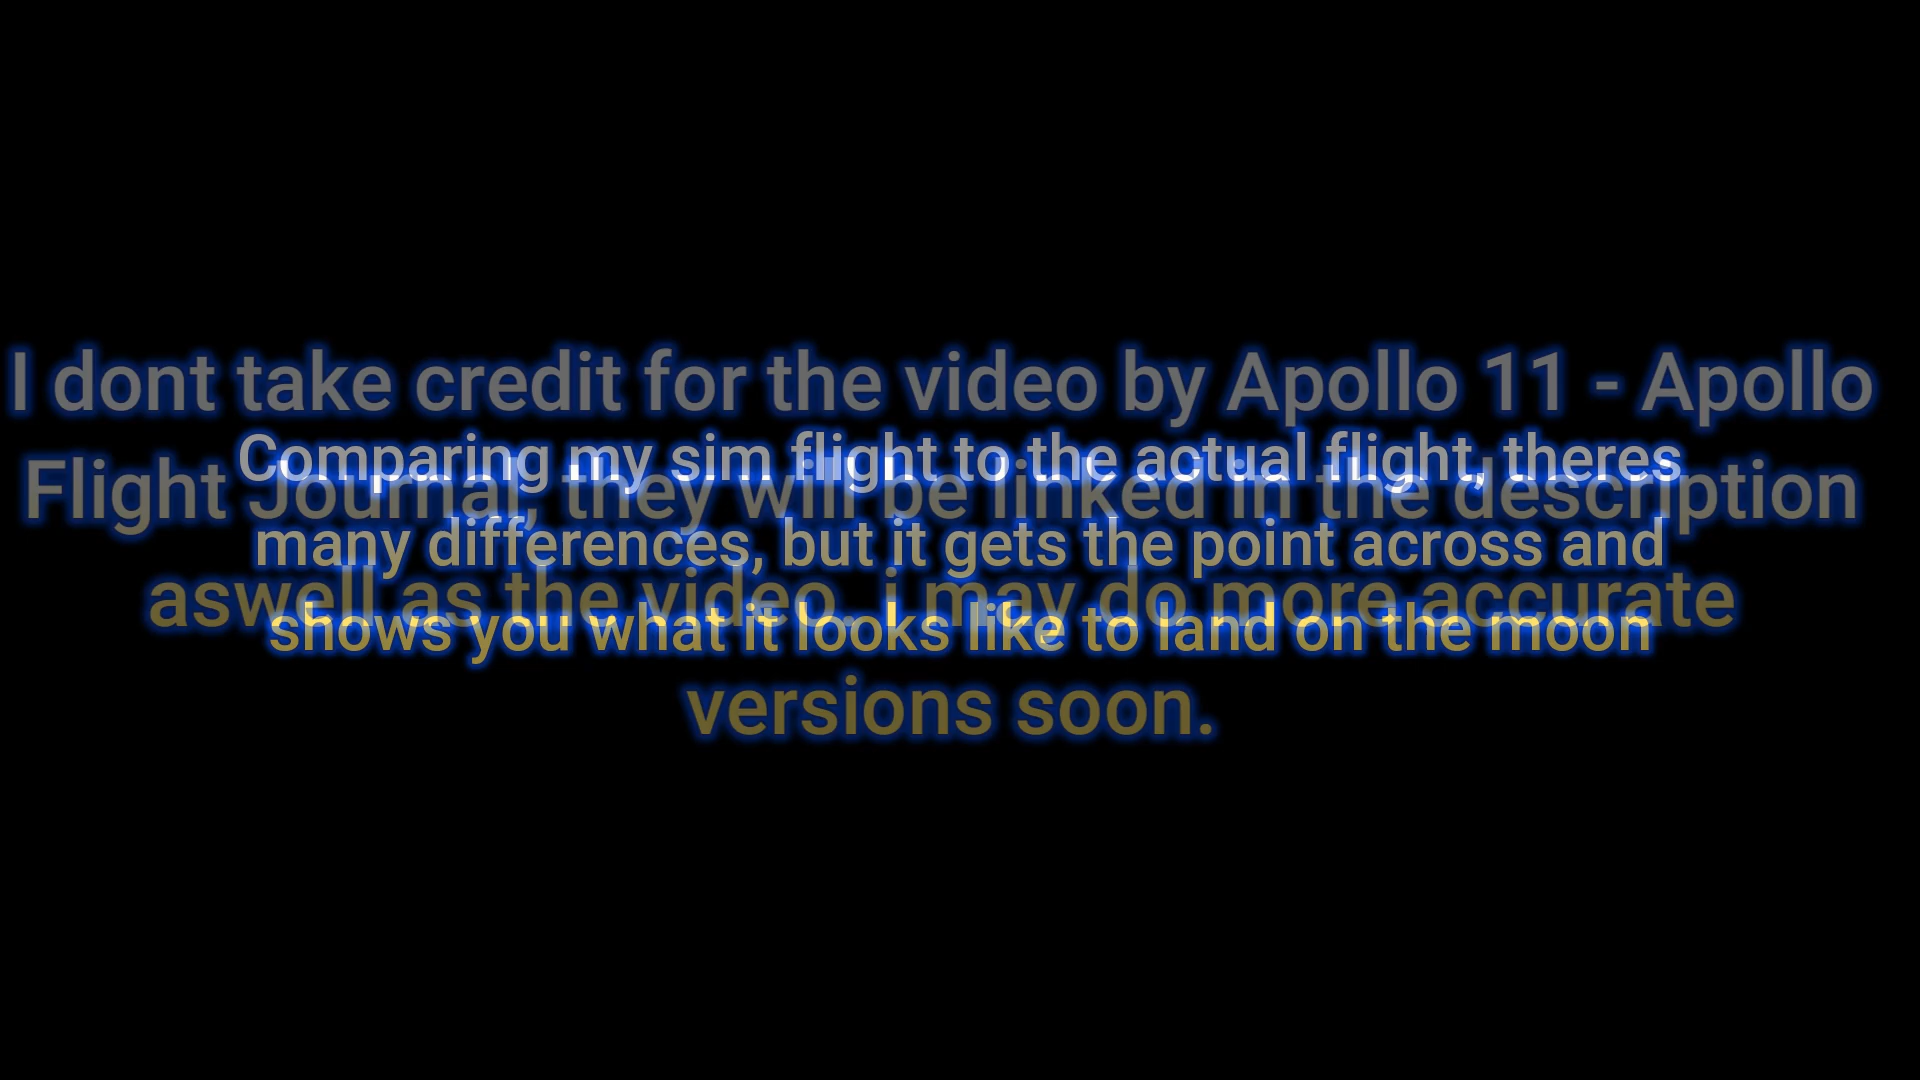 I dont take credit for the video by Apollo 11 - Apollo
Flight Journal, they will be linked in the description
aswell as the video. i may do more accurate
versions soon.
Comparing my sim flight to the actual flight, theres
many differences, but it gets the point across and
shows you what it looks like to land on the moon